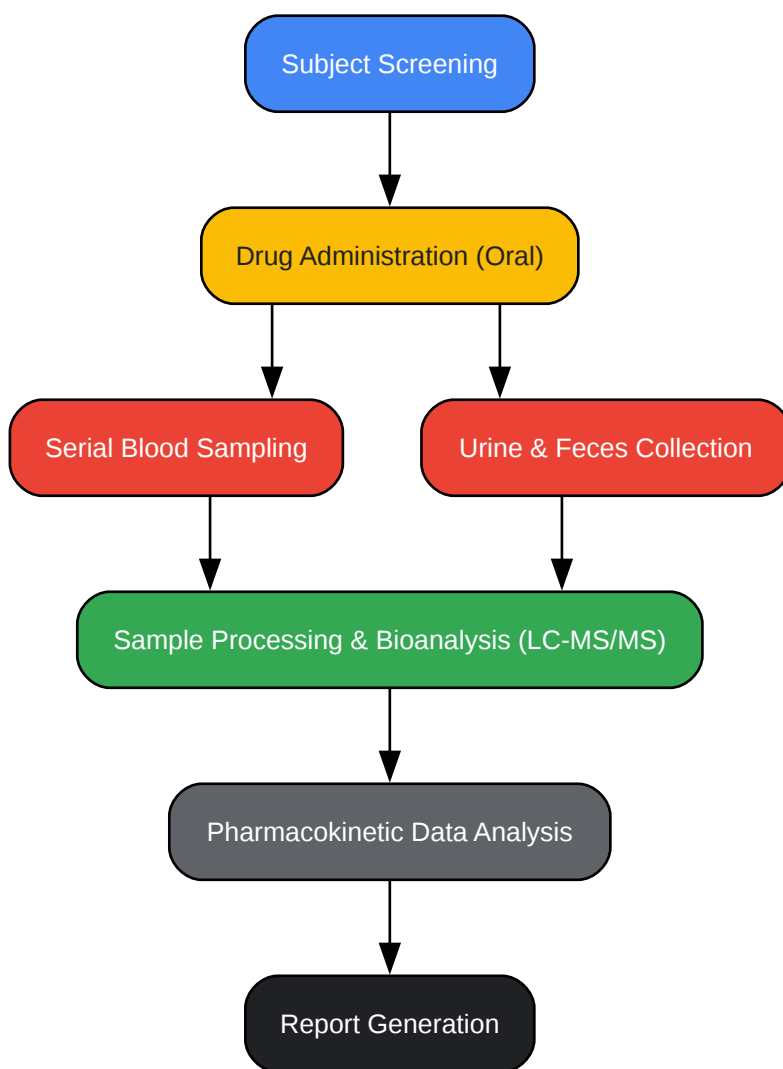 Subject Screening
Drug Administration (Oral)
Serial Blood Sampling
Urine & Feces Collection
Sample Processing & Bioanalysis (LC-MS/MS)
Pharmacokinetic Data Analysis
Report Generation